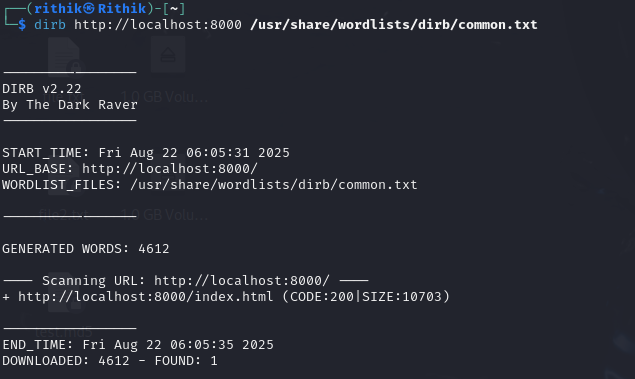 ┌──(rithik㉿Rithik)-[~]
└─$ dirb http://localhost:8000 /usr/share/wordlists/dirb/common.txt
-----------------
DIRB v2.22
By The Dark Raver
-----------------
START_TIME: Fri Aug 22 06:05:31 2025
URL_BASE: http://localhost:8000/
WORDLIST_FILES: /usr/share/wordlists/dirb/common.txt
-----------------
GENERATED WORDS: 4612
---- Scanning URL: http://localhost:8000/ ----
+ http://localhost:8000/index.html (CODE:200|SIZE:10703)
-----------------
END_TIME: Fri Aug 22 06:05:35 2025
DOWNLOADED: 4612 - FOUND: 1